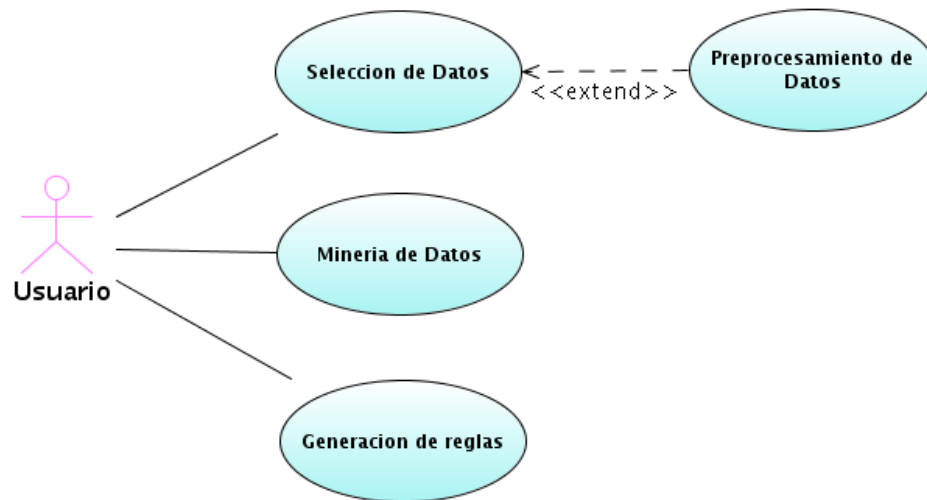 Seleccion de Datos
<<extend>>
Preprocesamiento de
Datos
Usuario
Mineria de Datos
Generacion de reglas